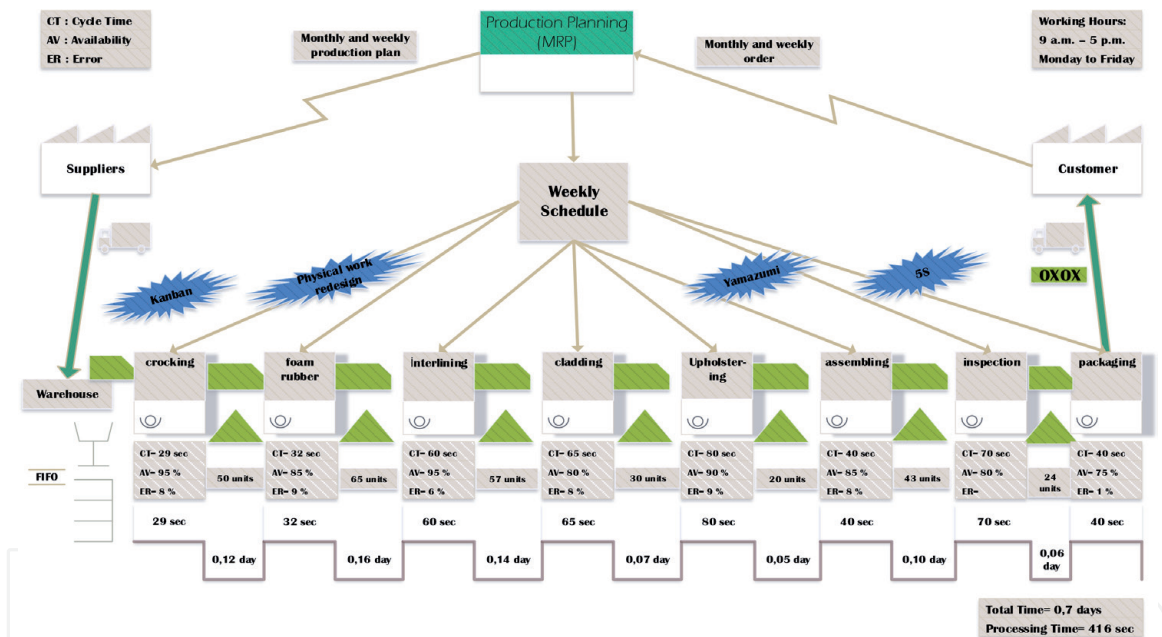 CT : Cycle Time
AV : Availability
ER : Error
Monthly and weekly
production plan
Production Planning
(MRP)
Monthly and weekly
order
Working Hours:
9 a.m. – 5 p.m.
Monday to Friday
Suppliers
Weekly
Schedule
Customer
Kanban
Physical work
redesign
Yamazumi
5S
OXOX
Warehouse
FIFO
crocking
foam
rubber
interlining
cladding
Upholster-
ing
assembling
inspection
packaging
CT= 29 sec
AV= 95 %
ER= 8 %
50 units
CT= 32 sec
AV= 85 %
ER= 9 %
65 units
CT= 60 sec
AV= 95 %
ER= 6 %
57 units
CT= 65 sec
AV= 80 %
ER= 8 %
30 units
CT= 80 sec
AV= 90 %
ER= 9 %
20 units
CT= 40 sec
AV= 85 %
ER= 8 %
43 units
CT= 70 sec
AV= 80 %
ER=
24
units
CT= 40 sec
AV= 75 %
ER= 1 %
29 sec
32 sec
60 sec
65 sec
80 sec
40 sec
70 sec
40 sec
0,12 day
0,16 day
0,14 day
0,07 day
0,05 day
0,10 day
0,06
day
Total Time= 0,7 days
Processing Time= 416 sec